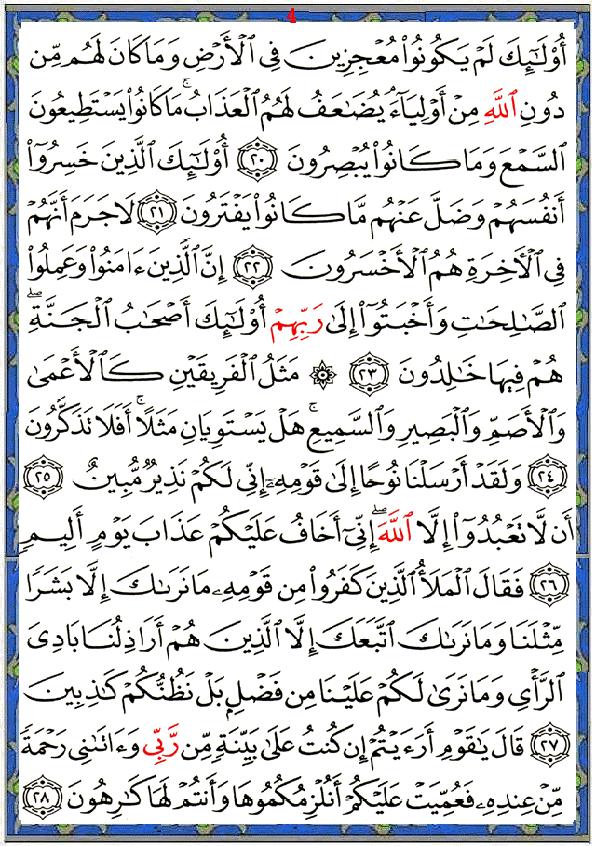 4
أُوْلَـٰٓئِكَ لَمْ يَكُونُوا۟ مُعْجِزِينَ فِي ٱلْأَرْضِ وَمَا كَانَ لَهُم مِّن
دُونِ ٱللَّهِ مِنْ أَوْلِيَآءَ ۘ يُضَـٰعَفُ لَهُمُ ٱلْعَذَابُ ۚ مَا كَانُوا۟ يَسْتَطِيعُونَ
ٱلسَّمْعَ وَمَا كَانُوا۟ يُبْصِرُونَ ٢٠ أُوْلَـٰٓئِكَ ٱلَّذِينَ خَسِرُوٓا۟
أَنفُسَهُمْ وَضَلَّ عَنْهُم مَّا كَانُوا۟ يَفْتَرُونَ ٢١ لَا جَرَمَ أَنَّهُمْ
فِي ٱلْأَخِرَةِ هُمُ ٱلْأَخْسَرُونَ ٢٢ إِنَّ ٱلَّذِينَ ءَامَنُوا۟ وَعَمِلُوا۟
ٱلصَّـٰلِحَـٰتِ وَأَخْبَتُوٓا۟ إِلَىٰ رَبِّهِمْ أُوْلَـٰٓئِكَ أَصْحَـٰبُ ٱلْجَنَّةِ ۖ
هُمْ فِيهَا خَـٰلِدُونَ ٢٣ ۞ مَثَلُ ٱلْفَرِيقَيْنِ كَٱلْأَعْمَىٰ
وَٱلْأَصَمِّ وَٱلْبَصِيرِ وَٱلسَّمِيعِ ۚ هَلْ يَسْتَوِيَانِ مَثَلًا ۚ أَفَلَا تَذَكَّرُونَ
٢٤ وَلَقَدْ أَرْسَلْنَا نُوحًا إِلَىٰ قَوْمِهِۦٓ إِنِّي لَكُمْ نَذِيرٌ مُّبِينٌ ٢٥
أَن لَّا تَعْبُدُوٓا۟ إِلَّا ٱللَّهَ ۖ إِنِّيٓ أَخَافُ عَلَيْكُمْ عَذَابَ يَوْمٍ أَلِيمٍ
٢٦ فَقَالَ ٱلْمَلَأُ ٱلَّذِينَ كَفَرُوا۟ مِن قَوْمِهِۦ مَا نَرَىٰكَ إِلَّا بَشَرًا
مِّثْلَنَا وَمَا نَرَىٰكَ ٱتَّبَعَكَ إِلَّا ٱلَّذِينَ هُمْ أَرَاذِلُنَا بَادِيَ
ٱلرَّأْيِ وَمَا نَرَىٰ لَكُمْ عَلَيْنَا مِن فَضْلٍۭ بَلْ نَظُنُّكُمْ كَـٰذِبِينَ
٢٧ قَالَ يَـٰقَوْمِ أَرَءَيْتُمْ إِن كُنتُ عَلَىٰ بَيِّنَةٍ مِّن رَّبِّي وَءَاتَىٰنِي رَحْمَةً
مِّنْ عِندِهِۦ فَعُمِّيَتْ عَلَيْكُمْ أَنُلْزِمُكُمُوهَا وَأَنتُمْ لَهَا كَـٰرِهُونَ ٢٨